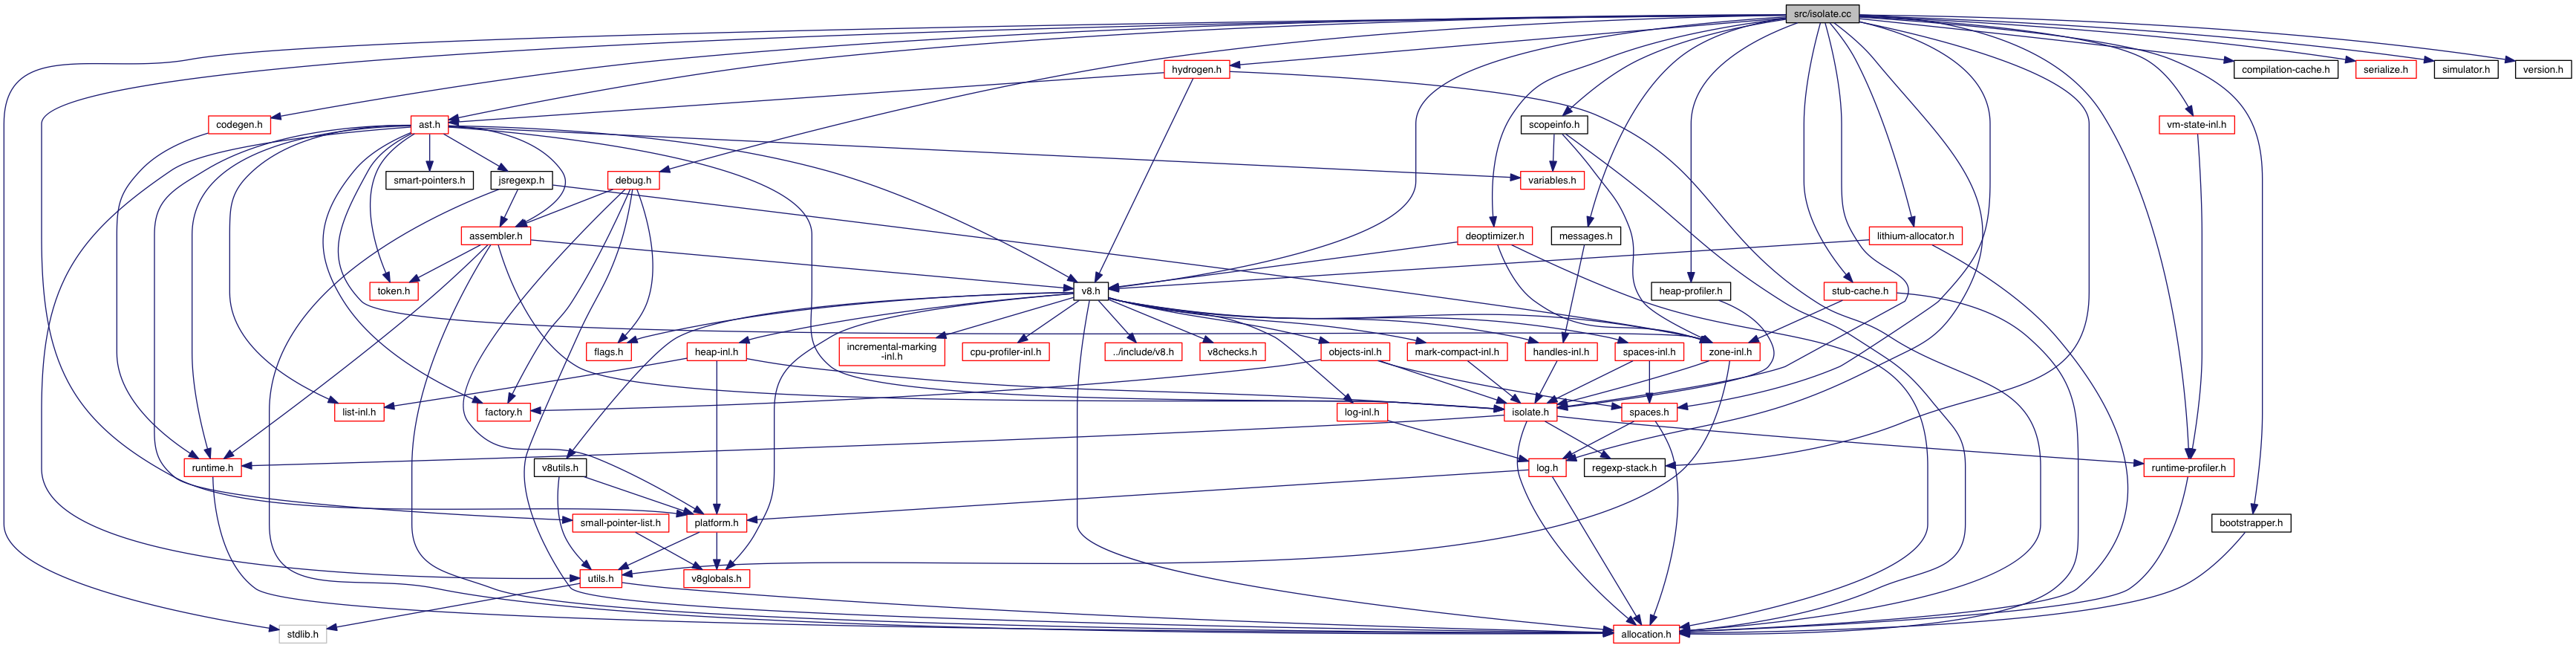 src/isolate.cc
hydrogen.h
compilation-cache.h
serialize.h
simulator.h
version.h
codegen.h
ast.h
scopeinfo.h
vm-state-inl.h
smart-pointers.h
jsregexp.h
debug.h
variables.h
assembler.h
deoptimizer.h
messages.h
lithium-allocator.h
token.h
v8.h
heap-profiler.h
stub-cache.h
flags.h
heap-inl.h
incremental-marking
-inl.h
cpu-profiler-inl.h
../include/v8.h
v8checks.h
objects-inl.h
mark-compact-inl.h
handles-inl.h
spaces-inl.h
zone-inl.h
list-inl.h
factory.h
log-inl.h
isolate.h
spaces.h
runtime.h
v8utils.h
log.h
regexp-stack.h
runtime-profiler.h
small-pointer-list.h
platform.h
bootstrapper.h
utils.h
v8globals.h
stdlib.h
allocation.h